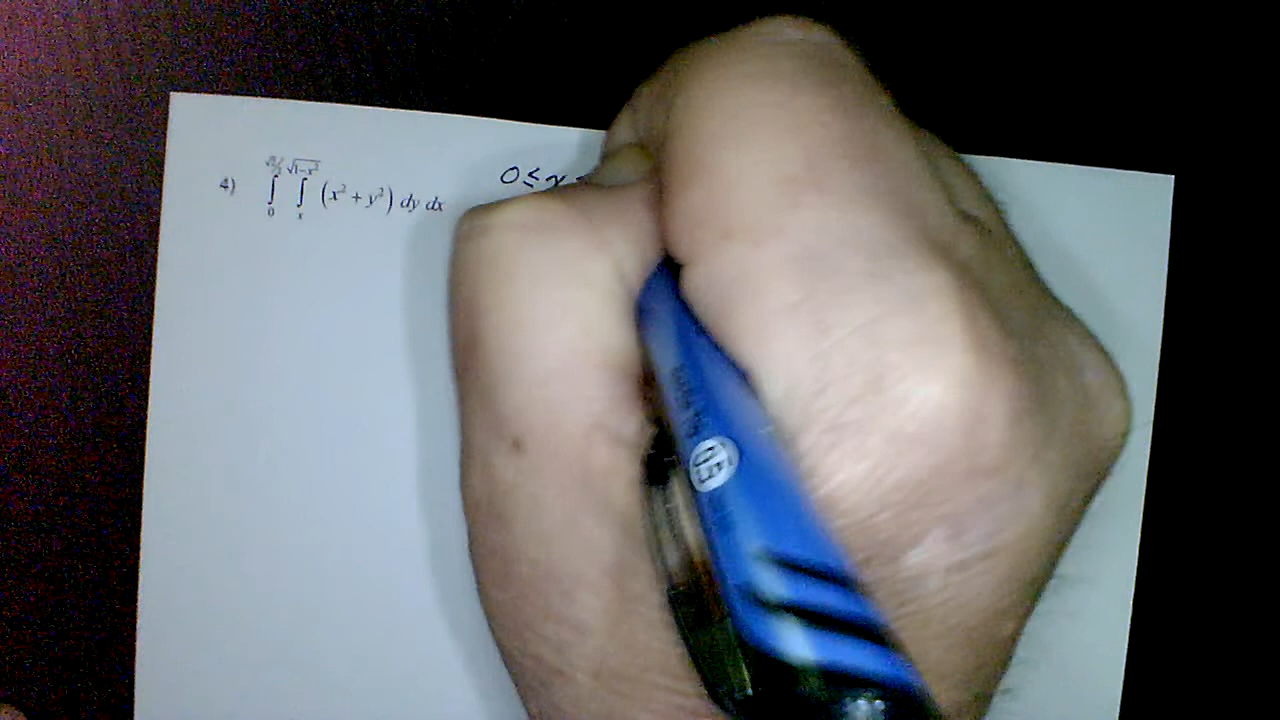 4) ∫₀^(√2/2) ∫ₓ^(√(1-x²)) (x² + y²) dy dx
0 ≤ x